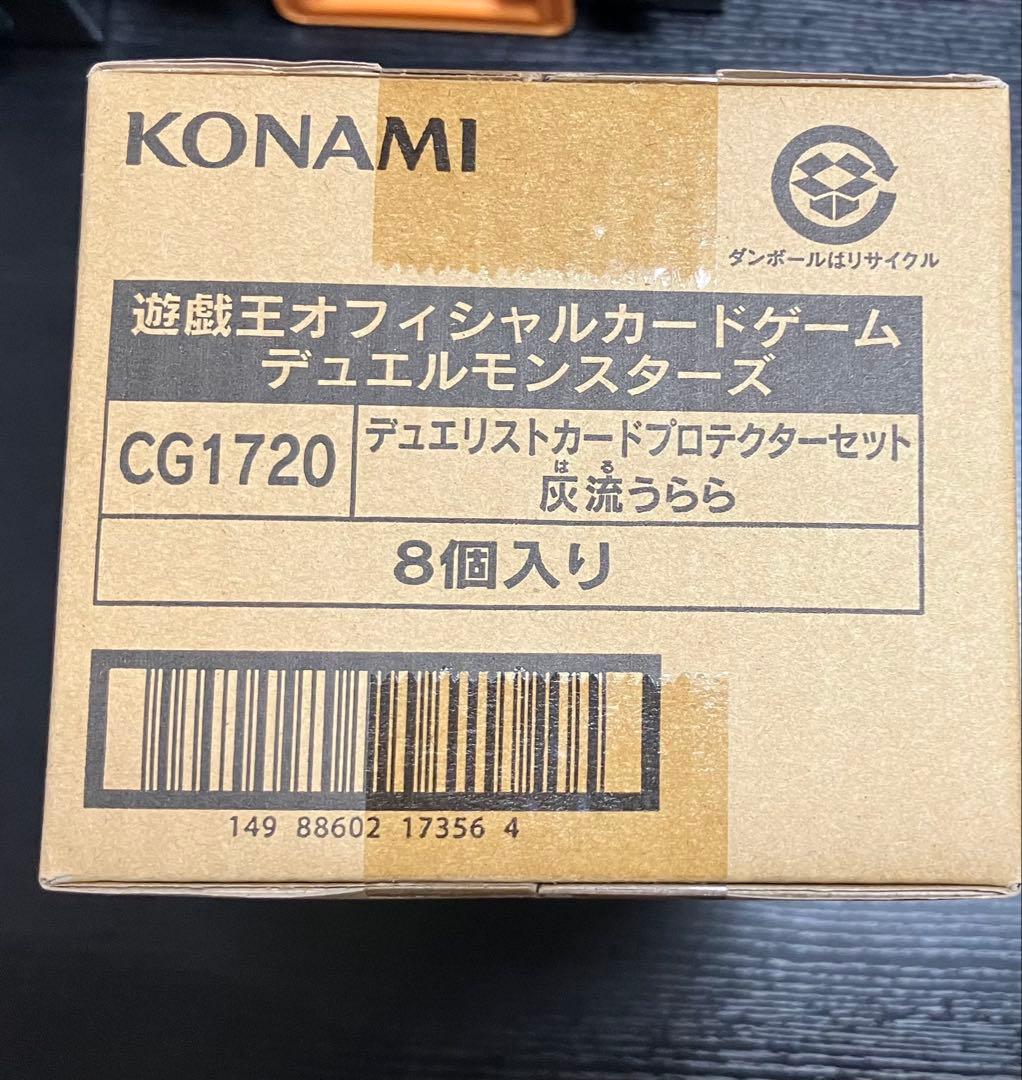 KONAMI
ダンボールはリサイクル
遊戯王オフィシャルカードゲーム
デュエルモンスターズ
CG1720
デュエリストカードプロテクターセット
はる
灰流うらら
8個入り
149 88602 17356 4